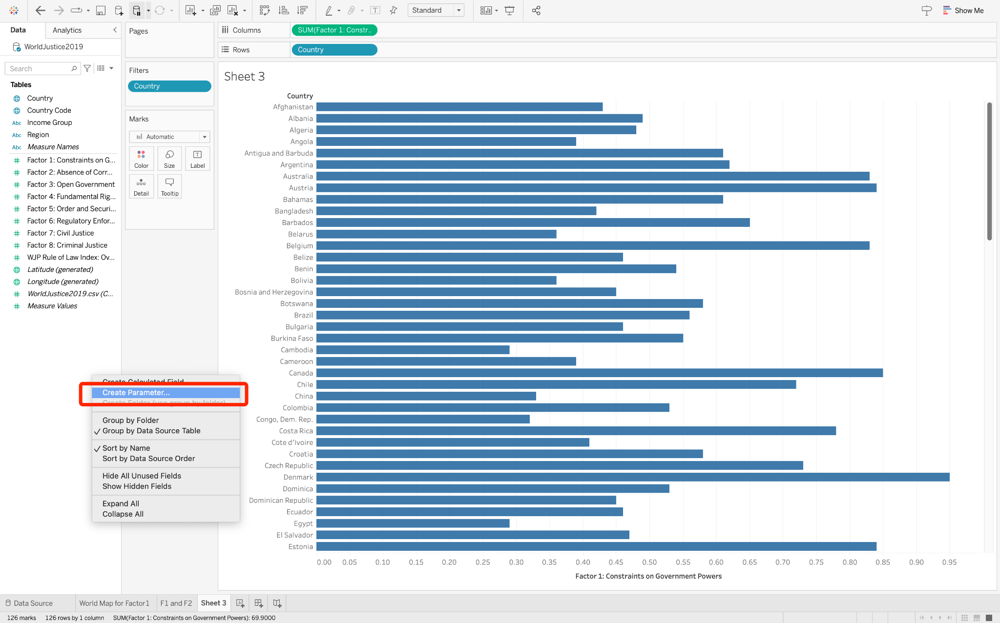 Standard
Show Me
Data
Analytics
WorldJustice2019
Search
Tables
Country
Country Code
Abc Income Group
Abc Region
Abc Measure Names
Factor 1: Constraints on G...
Factor 2: Absence of Corr...
Factor 3: Open Government
Factor 4: Fundamental Rig...
Factor 5: Order and Securi...
Factor 6: Regulatory Enfor...
Factor 7: Civil Justice
Factor 8: Criminal Justice
WJP Rule of Law Index: Ov...
Latitude (generated)
Longitude (generated)
WorldJustice2019.csv (C...
Measure Values
Pages
Filters
Country
Marks
Automatic
Color
Size
Label
Detail
Tooltip
Columns
SUM(Factor 1: Constr..
Rows
Country
Sheet 3
Country
Afghanistan
Albania
Algeria
Angola
Antigua and Barbuda
Argentina
Australia
Austria
Bahamas
Bangladesh
Barbados
Belarus
Belgium
Belize
Benin
Bolivia
Bosnia and Herzegovina
Botswana
Brazil
Bulgaria
Burkina Faso
Cambodia
Cameroon
Canada
Chile
China
Colombia
Congo, Dem. Rep.
Costa Rica
Cote d'Ivoire
Croatia
Czech Republic
Denmark
Dominica
Dominican Republic
Ecuador
Egypt
El Salvador
Estonia
0.00 0.05 0.10 0.15 0.20 0.25 0.30 0.35 0.40 0.45 0.50 0.55 0.60 0.65 0.70 0.75 0.80 0.85 0.90 0.95
Factor 1: Constraints on Government Powers
Create Calculated Field
Create Parameter...
Create Folder (use group by folder)
Group by Folder
Group by Data Source Table
Sort by Name
Sort by Data Source Order
Hide All Unused Fields
Show Hidden Fields
Expand All
Collapse All
Data Source
World Map for Factor1
F1 and F2
Sheet 3
126 marks
126 rows by 1 column
SUM(Factor 1: Constraints on Government Powers): 69.9000